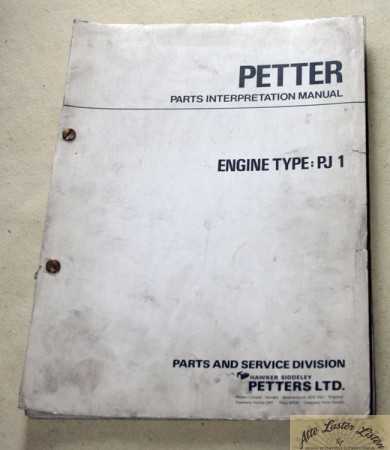 PETTER
PARTS INTERPRETATION MANUAL
ENGINE TYPE: PJ 1
PARTS AND SERVICE DIVISION
HAWKER SIDDELEY
PETTERS LTD.
Alte Laster Listen